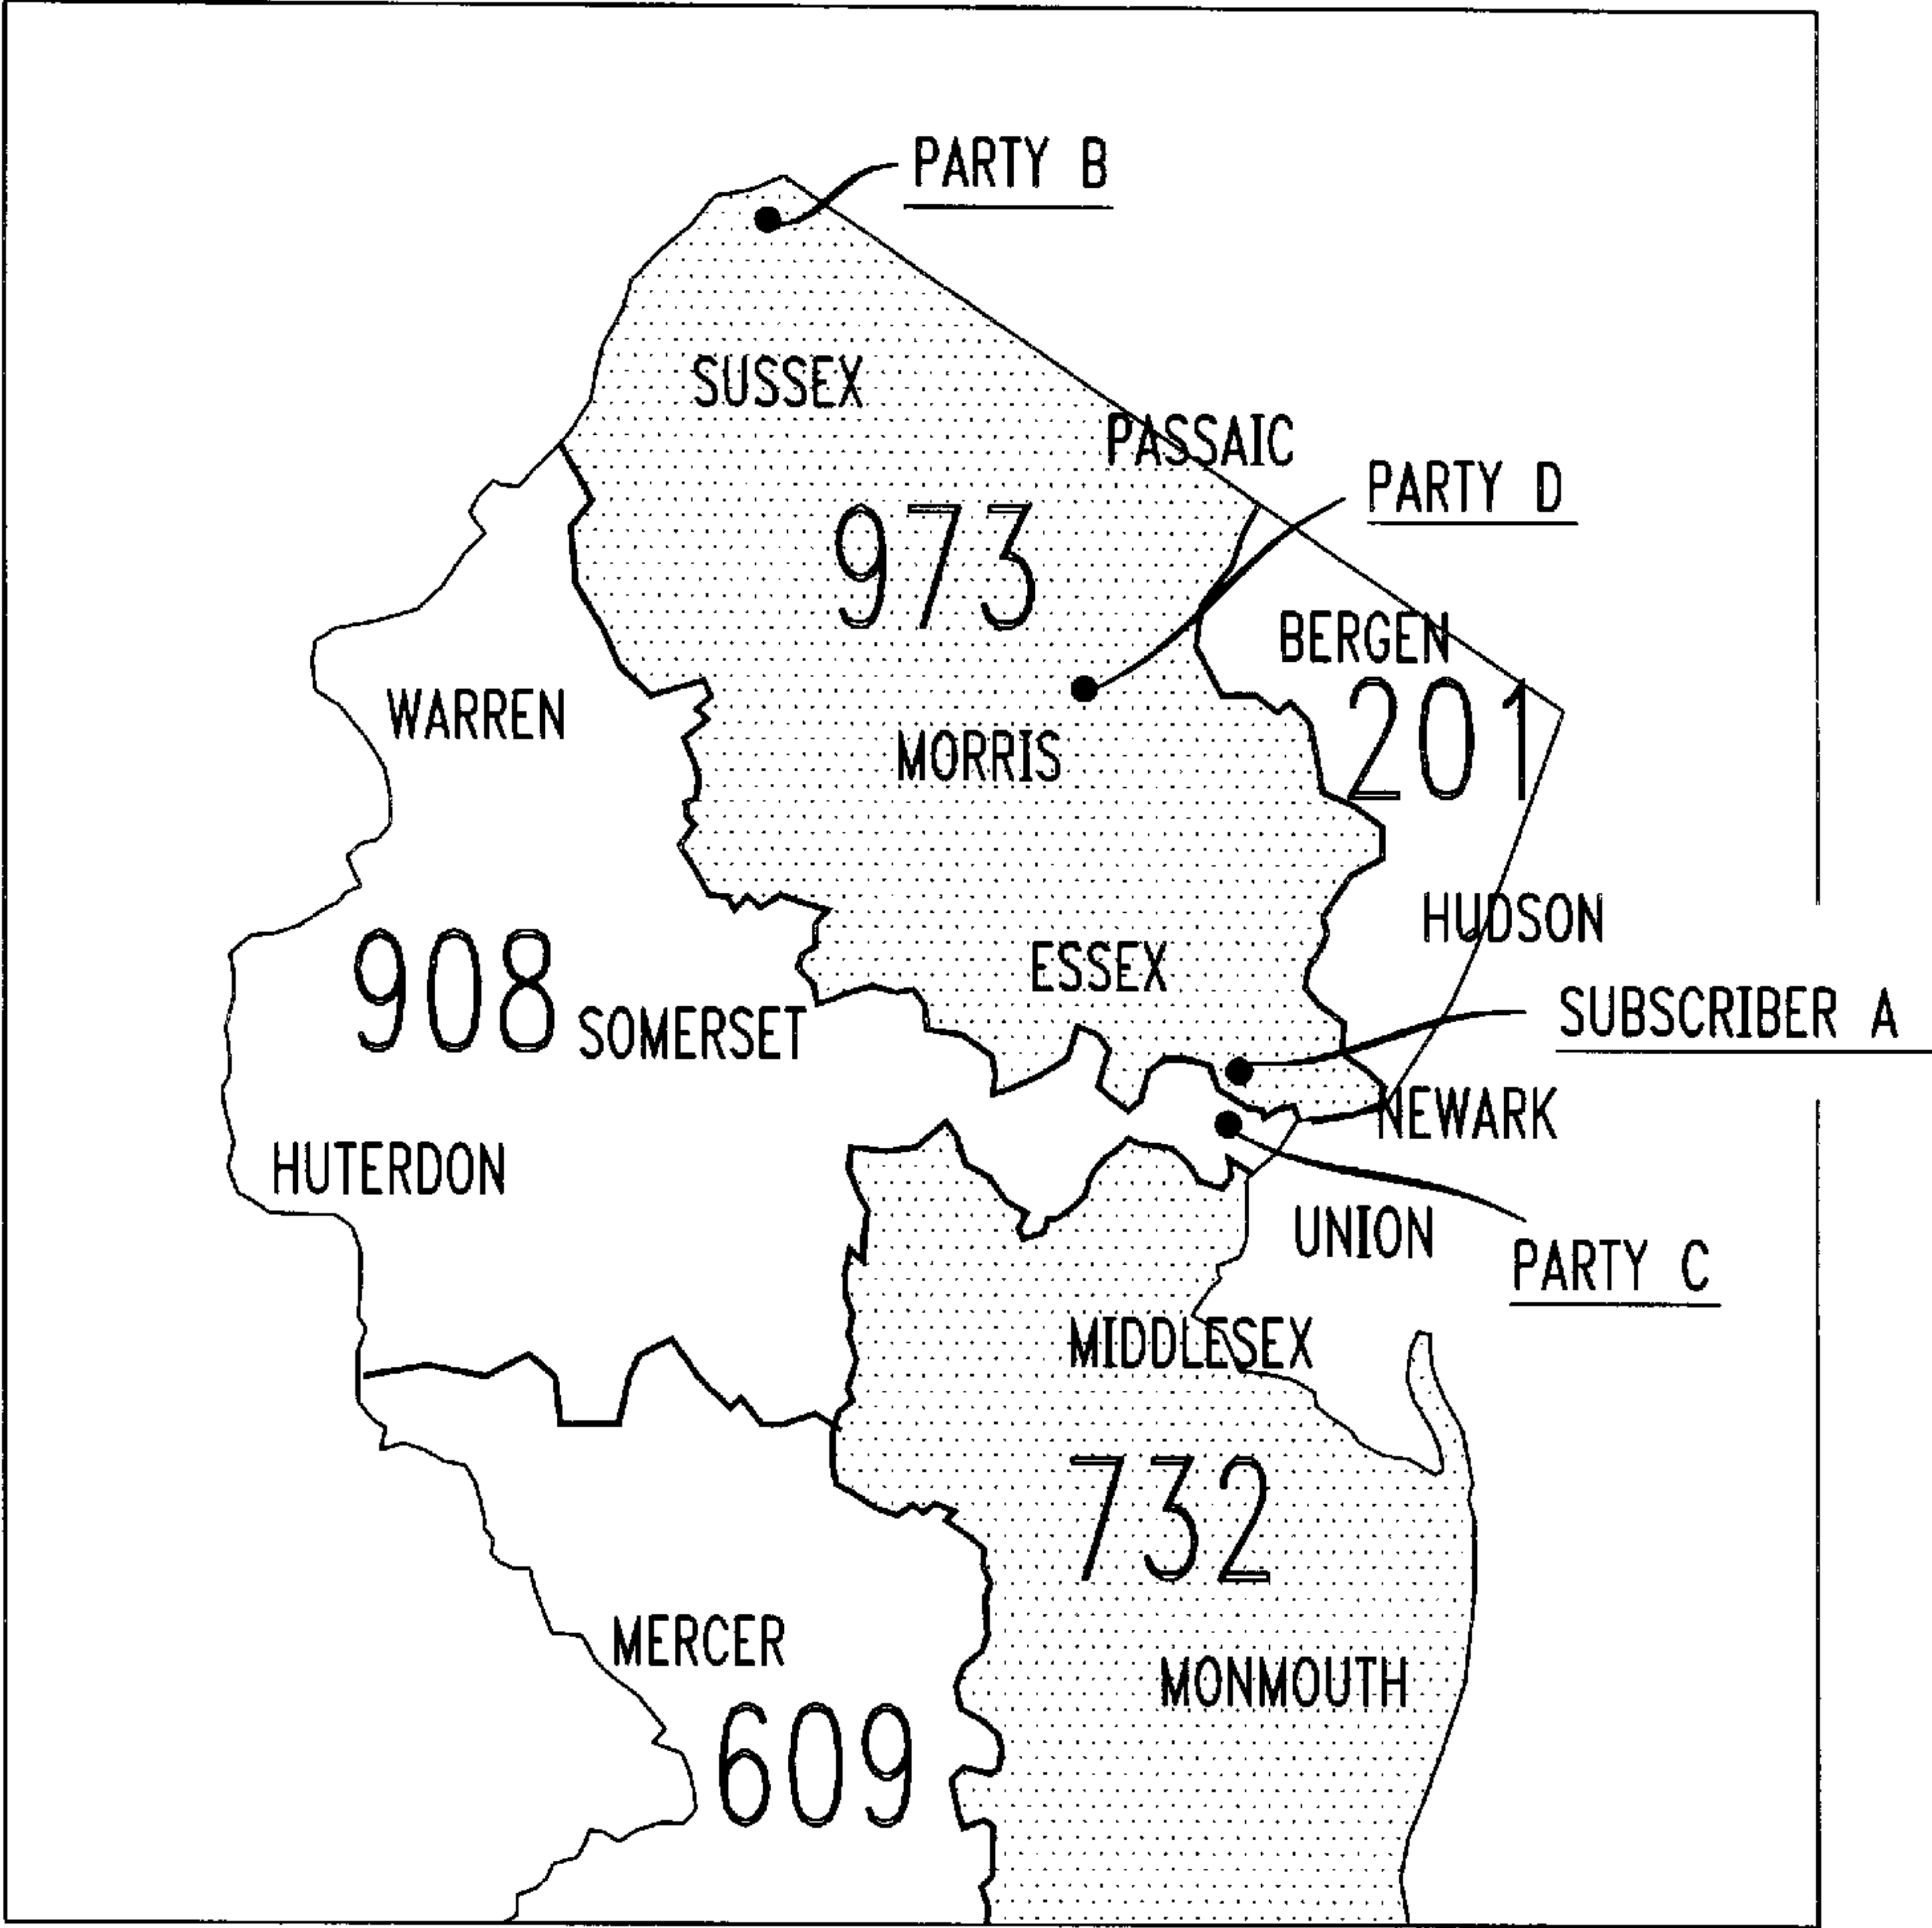 PARTY B
SUSSEX
PASSAIC
PARTY D
973
BERGEN
201
WARREN
MORRIS
HUDSON
908
ESSEX
SOMERSET
SUBSCRIBER A
NEWARK
HUTERDON
UNION
PARTY C
MIDDLESEX
732
MERCER
MONMOUTH
609